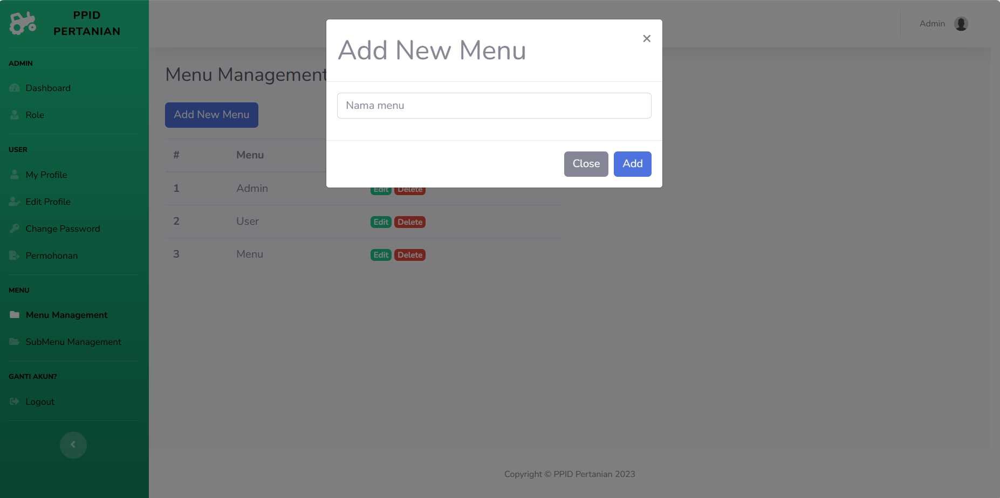 PPID
PERTANIAN
ADMIN
Dashboard
Role
USER
My Profile
Edit Profile
Change Password
Permohonan
MENU
Menu Management
SubMenu Management
GANTI AKUN?
Logout
Admin
Menu Management
Add New Menu
# Menu
1 Admin Edit Delete
2 User Edit Delete
3 Menu Edit Delete
Add New Menu
×
Nama menu
Close Add
Copyright © PPID Pertanian 2023